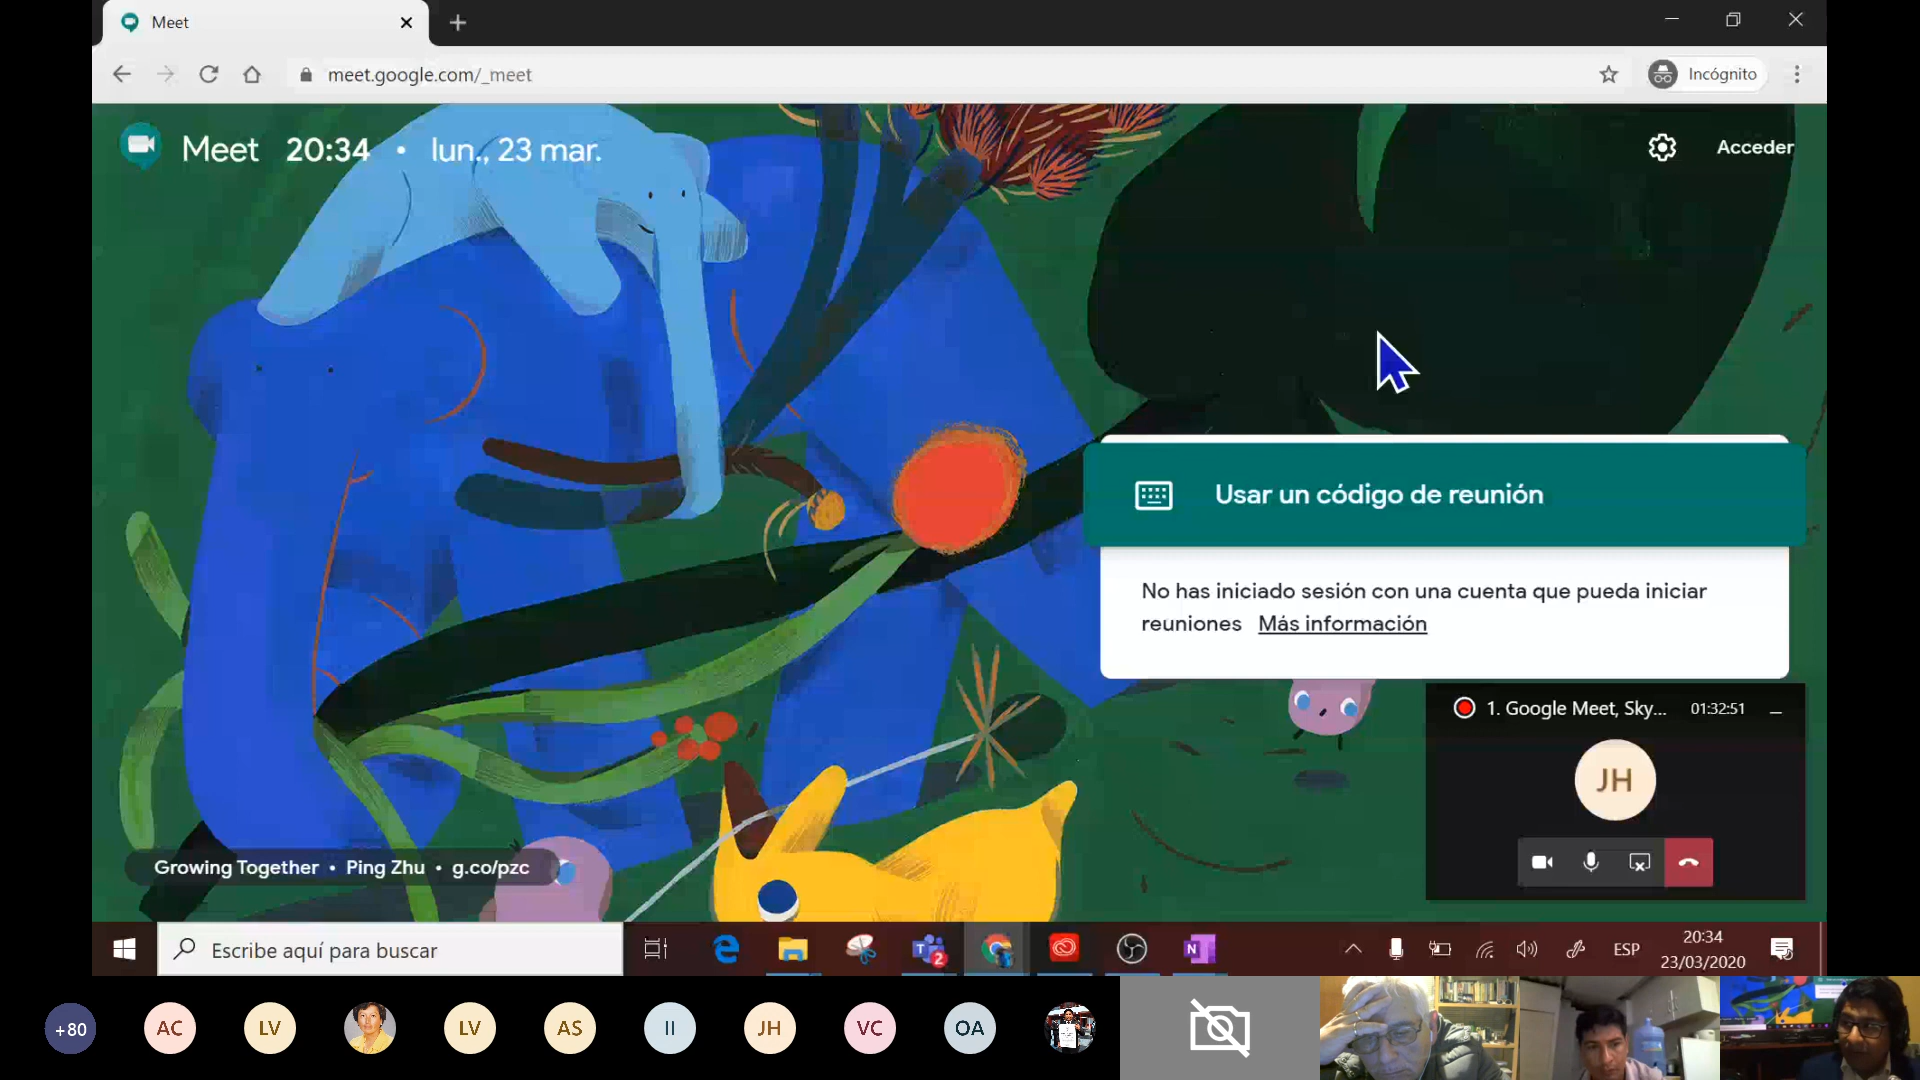 Meet
meet.google.com/_meet
Incógnito
Meet 20:34 • lun., 23 mar.
Acceder
Usar un código de reunión
No has iniciado sesión con una cuenta que pueda iniciar
reuniones Más información
1. Google Meet, Sky... 01:32:51
JH
Growing Together • Ping Zhu • g.co/pzc
Escribe aquí para buscar
2
N
ESP
20:34
23/03/2020
+80
AC
LV
LV
AS
II
JH
VC
OA